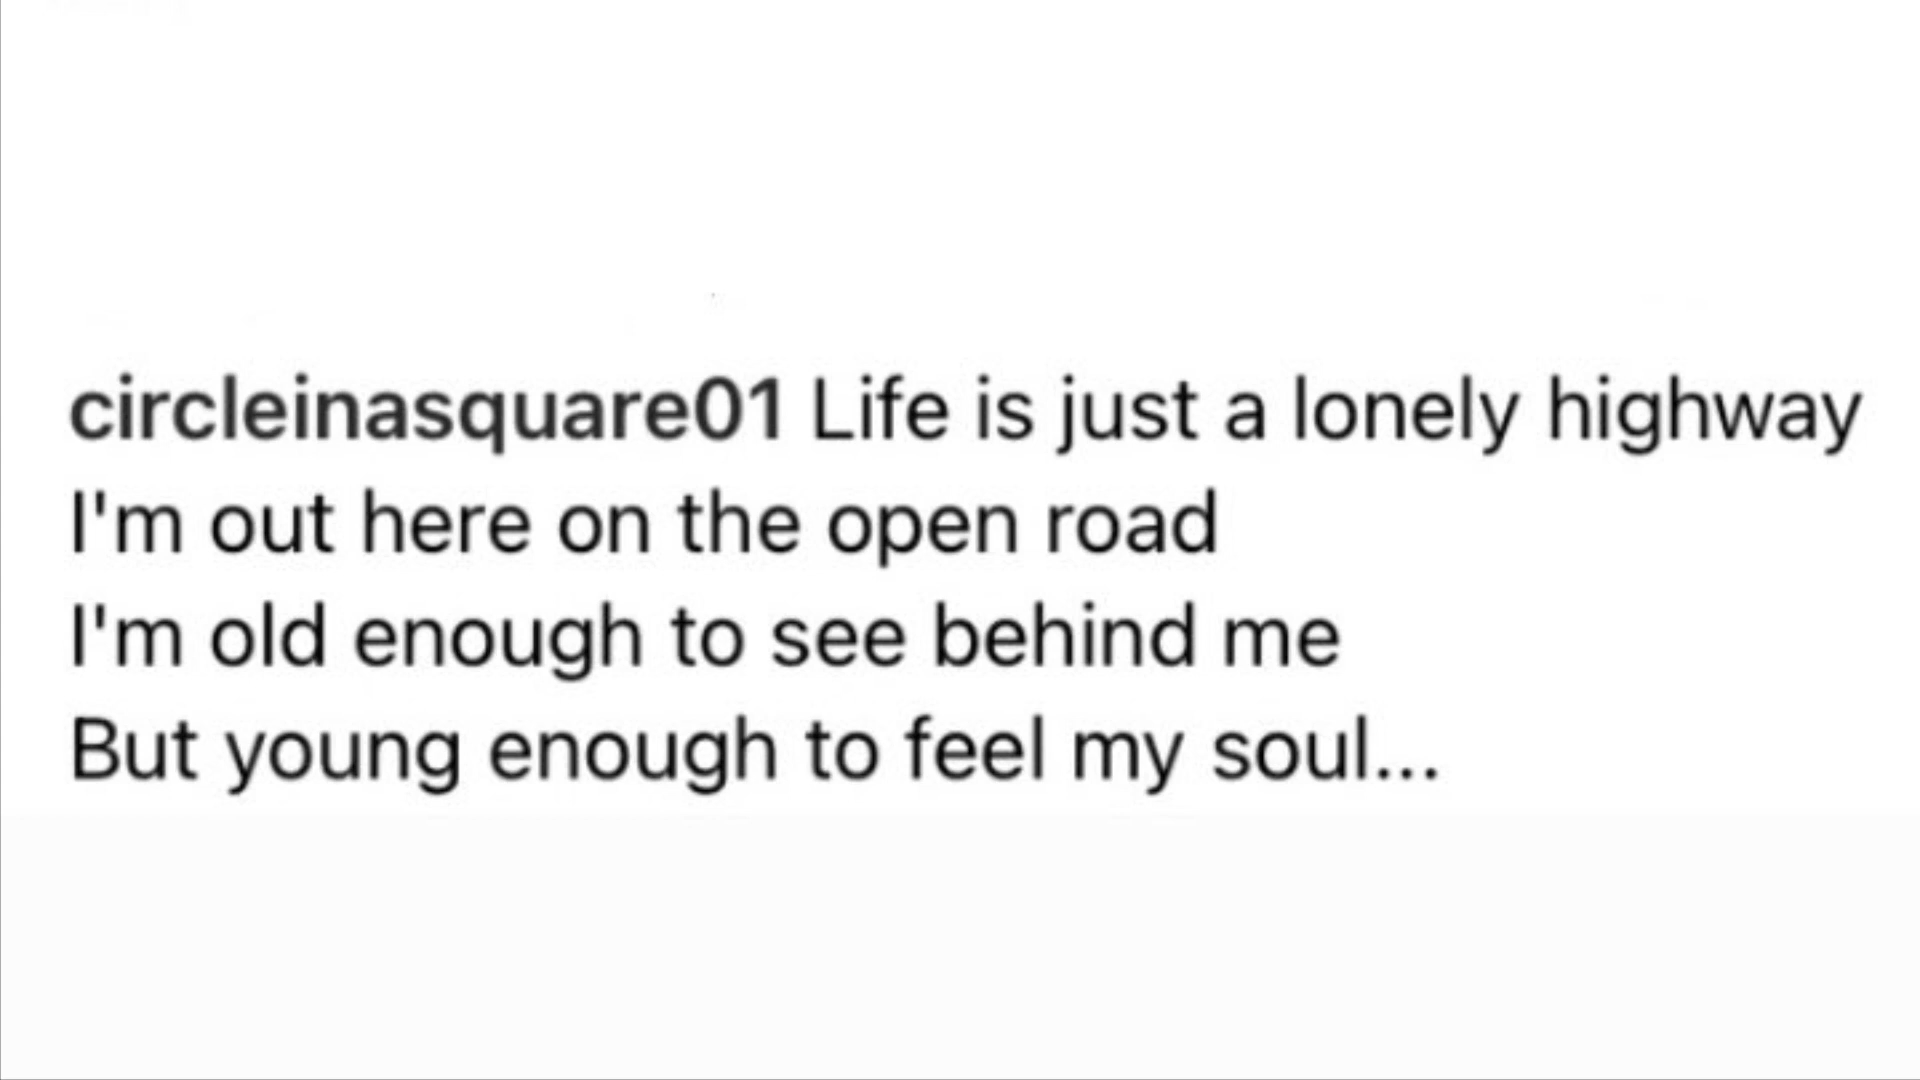 circleinasquare01 Life is just a lonely highway
I'm out here on the open road
I'm old enough to see behind me
But young enough to feel my soul...